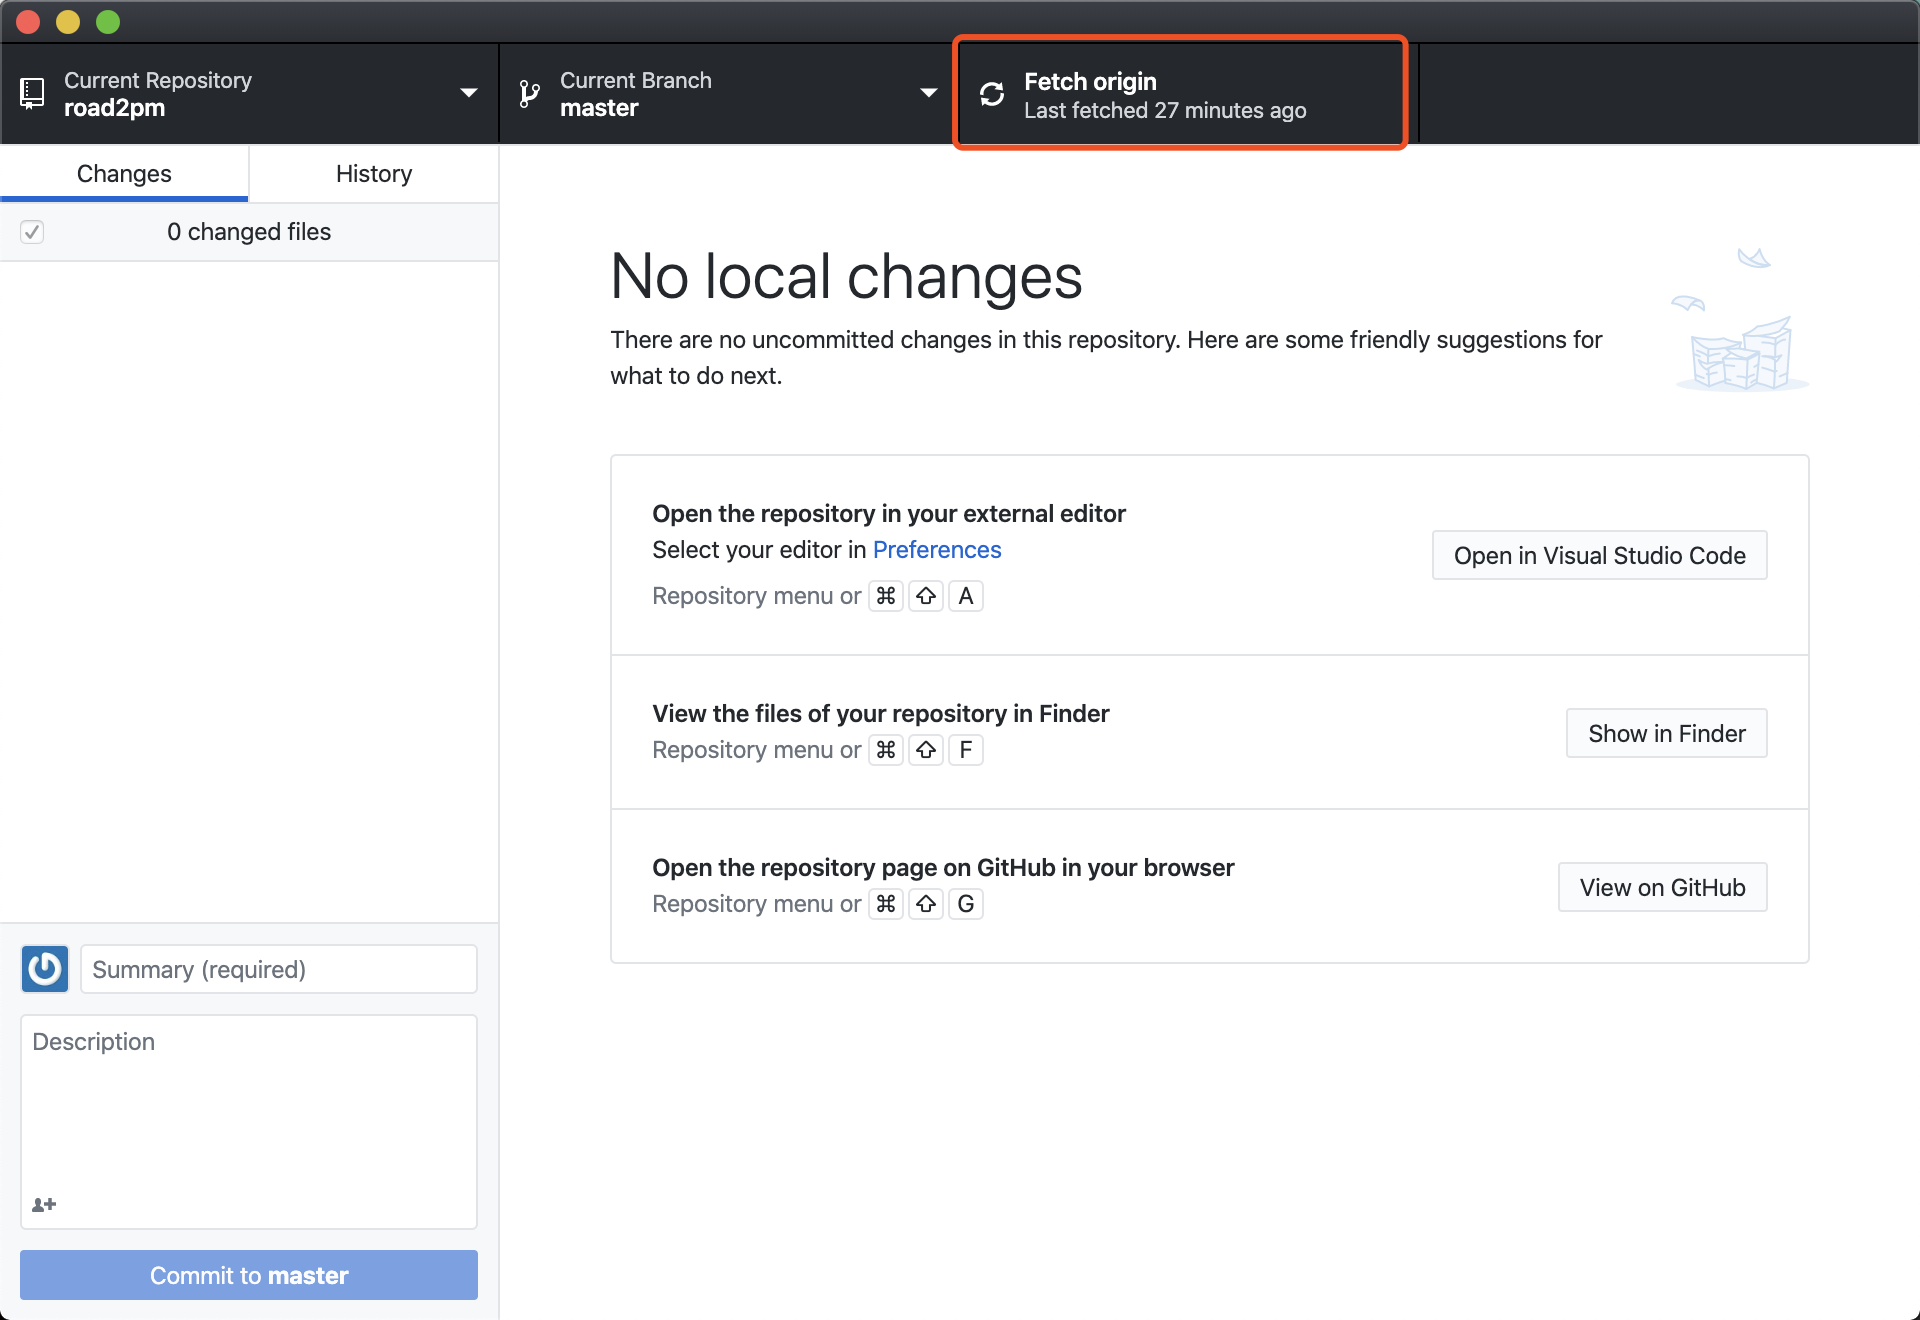 Current Repository
road2pm
Current Branch
master
Fetch origin
Last fetched 27 minutes ago
Changes
History
0 changed files
No local changes
There are no uncommitted changes in this repository. Here are some friendly suggestions for
what to do next.
Open the repository in your external editor
Select your editor in Preferences
Repository menu or ⌘ ⇧ A
Open in Visual Studio Code
View the files of your repository in Finder
Repository menu or ⌘ ⇧ F
Show in Finder
Open the repository page on GitHub in your browser
Repository menu or ⌘ ⇧ G
View on GitHub
Summary (required)
Description
Commit to master